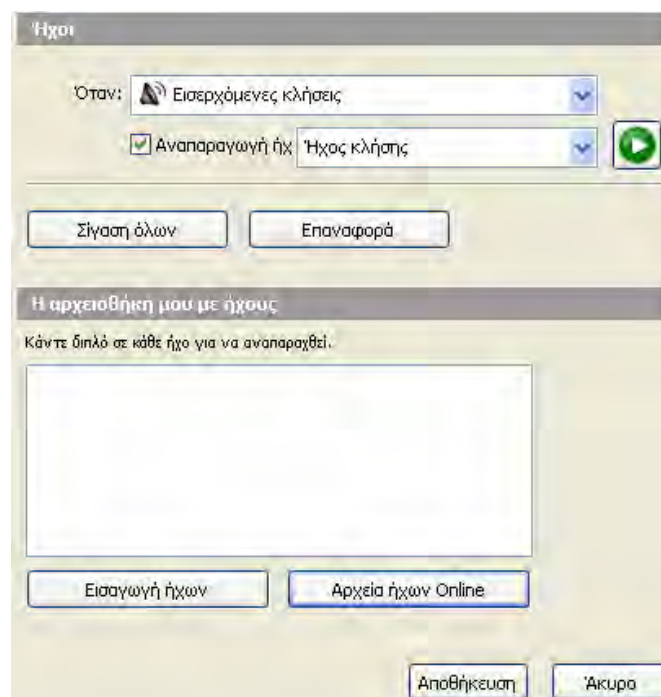 Ήχοι
Όταν: Εισερχόμενες κλήσεις
Αναπαραγωγή ήχ Ήχος κλήσης
Σίγαση όλων Επαναφορά
Η αρχειοθήκη μου με ήχους
Κάντε διπλό σε κάθε ήχο για να αναπαραχθεί.
Εισαγωγή ήχων Αρχεία ήχων Online
Αποθήκευση Άκυρο